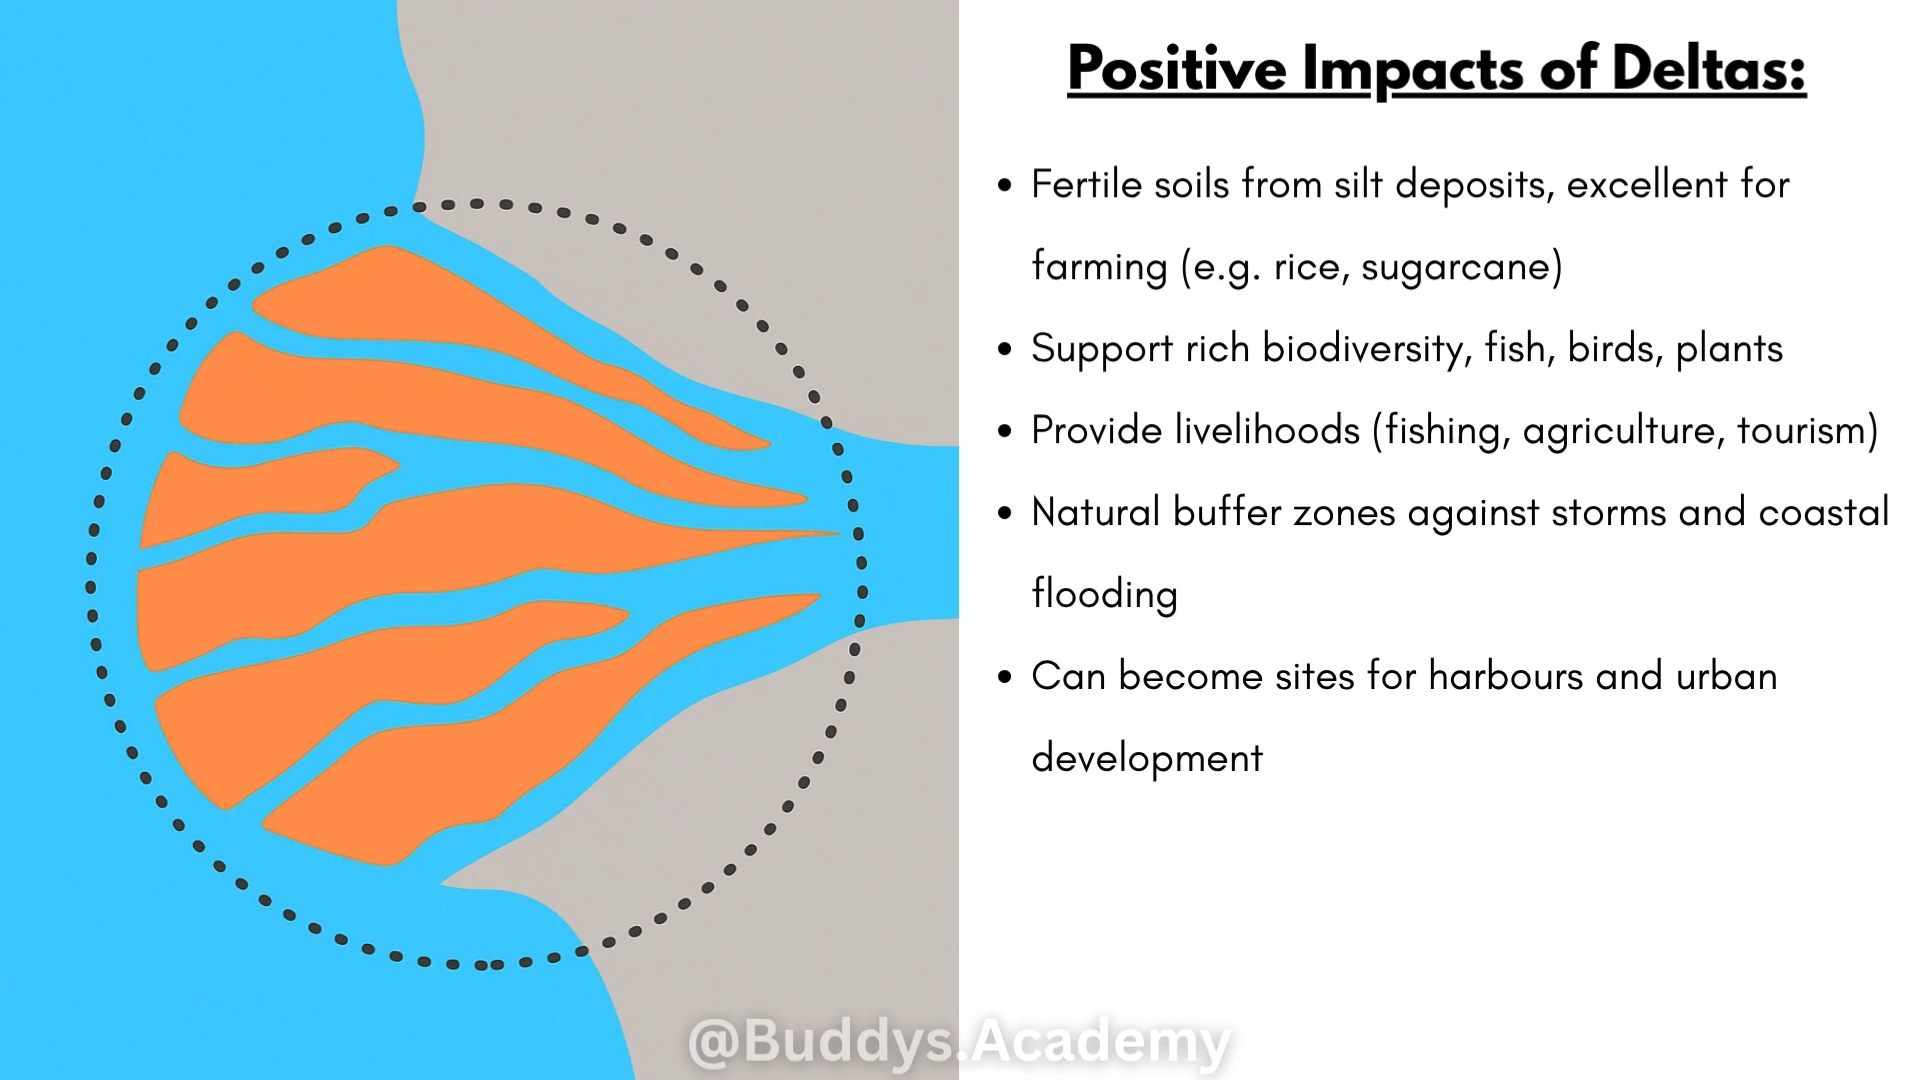 Positive Impacts of Deltas:
• Fertile soils from silt deposits, excellent for
farming (e.g. rice, sugarcane)
• Support rich biodiversity, fish, birds, plants
• Provide livelihoods (fishing, agriculture, tourism)
• Natural buffer zones against storms and coastal
flooding
• Can become sites for harbours and urban
development
@Buddys.Academy